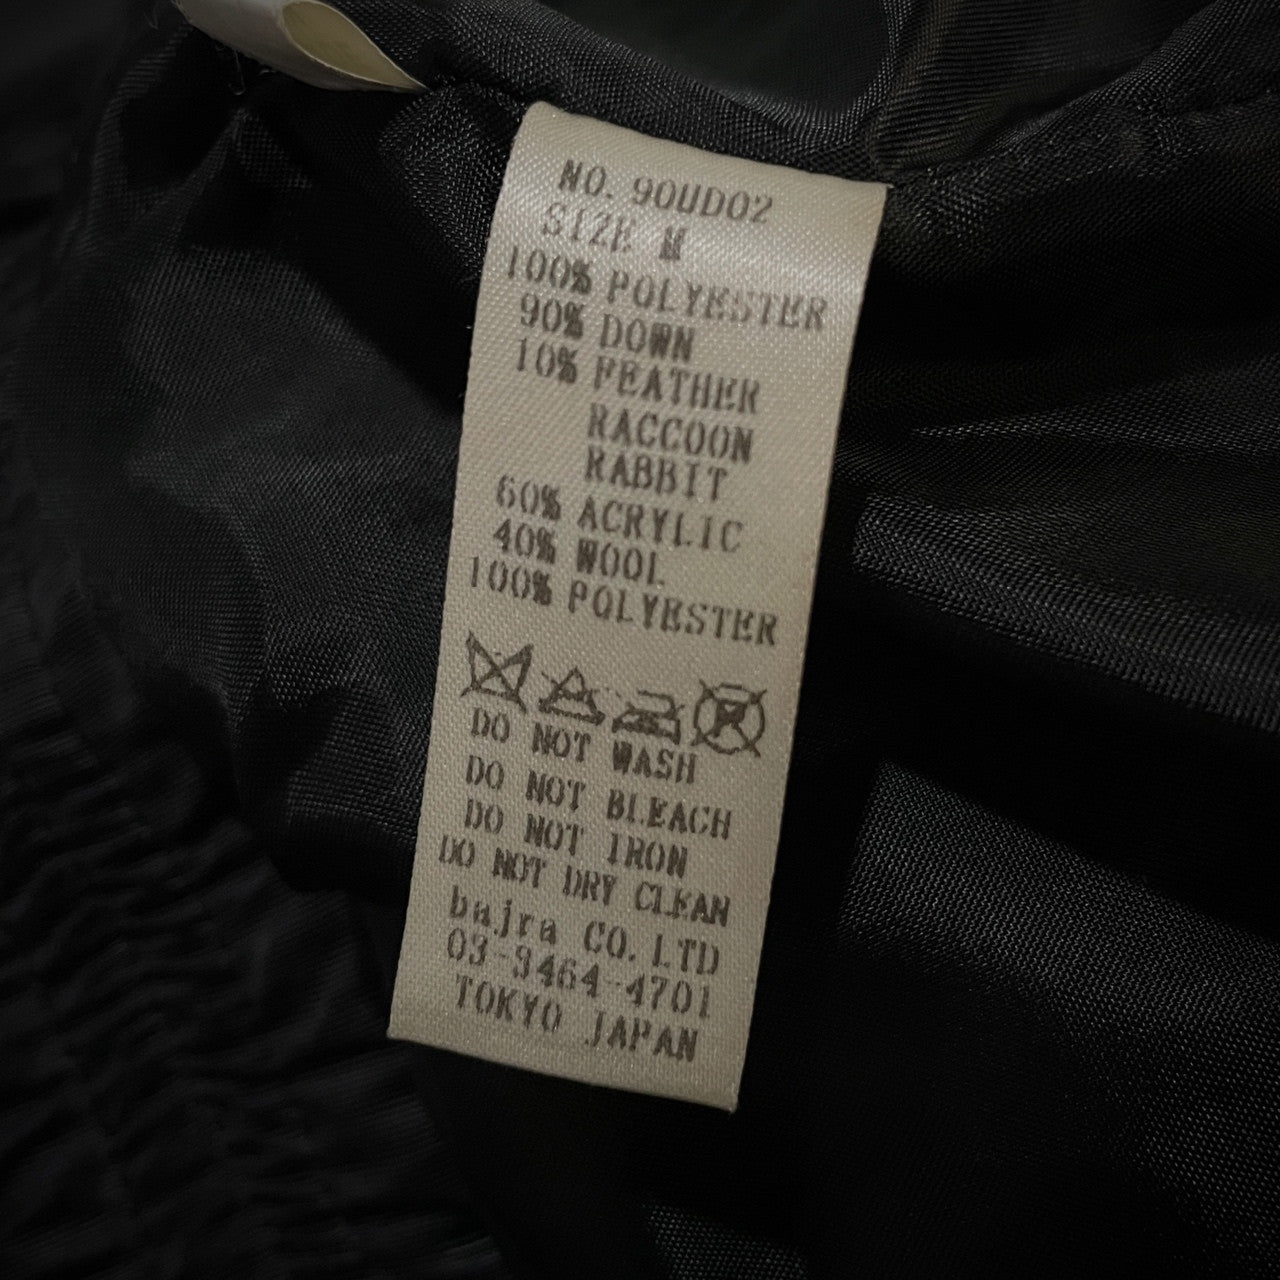 NO. 90UD02
SIZE M
100% POLYESTER
90% DOWN
10% FEATHER
RACCOON
RABBIT
60% ACRYLIC
40% WOOL
100% POLYESTER
DO NOT WASH
DO NOT BLEACH
DO NOT IRON
DO NOT DRY CLEAN
bajra CO. LTD
03-3464-4701
TOKYO JAPAN